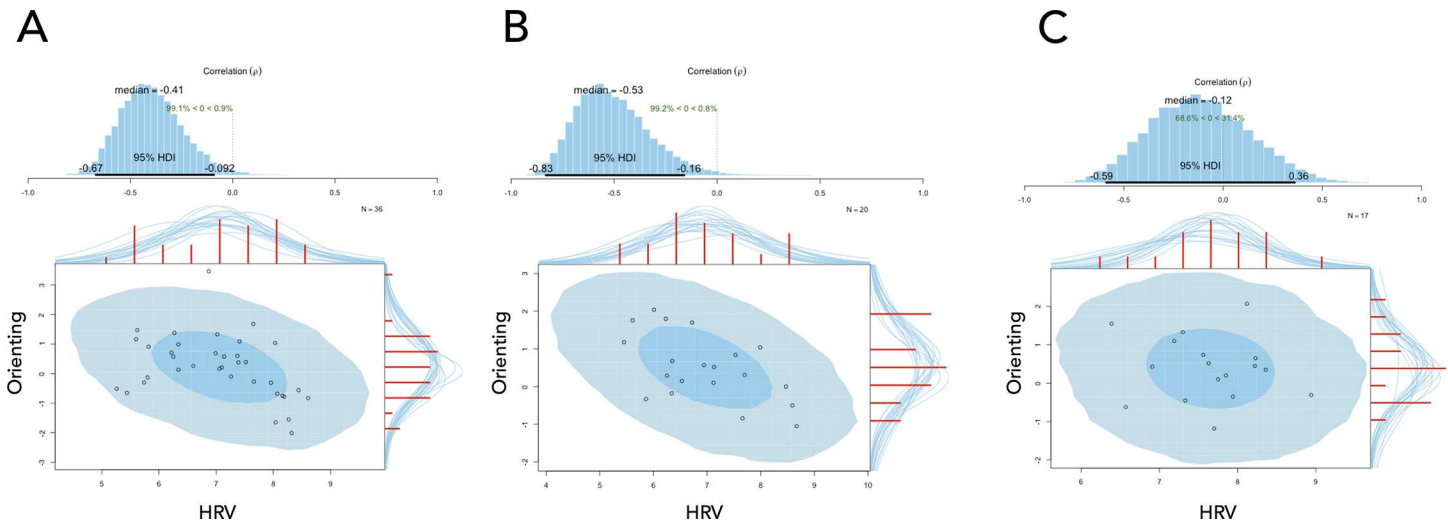 A
Correlation (ρ)
median = -0.41
99.1% < 0 < 0.9%
95% HDI
-0.67
-0.092
-1.0 -0.5 0.0 0.5 1.0
N = 36
Orienting
3
2
1
0
-1
-2
-3
5 6 7 8 9
HRV
B
Correlation (ρ)
median = -0.53
99.2% < 0 < 0.8%
95% HDI
-0.83
-0.16
-1.0 -0.5 0.0 0.5 1.0
N = 20
Orienting
3
2
1
0
-1
-2
4 5 6 7 8 9 10
HRV
C
Correlation (ρ)
median = -0.12
68.6% < 0 < 31.4%
95% HDI
-0.59
0.36
-1.0 -0.5 0.0 0.5 1.0
N = 17
Orienting
2
1
0
-1
-2
6 7 8 9
HRV